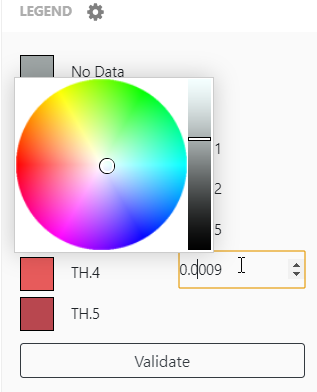 LEGEND
No Data
1
2
5
TH.4 0.0009
TH.5
Validate